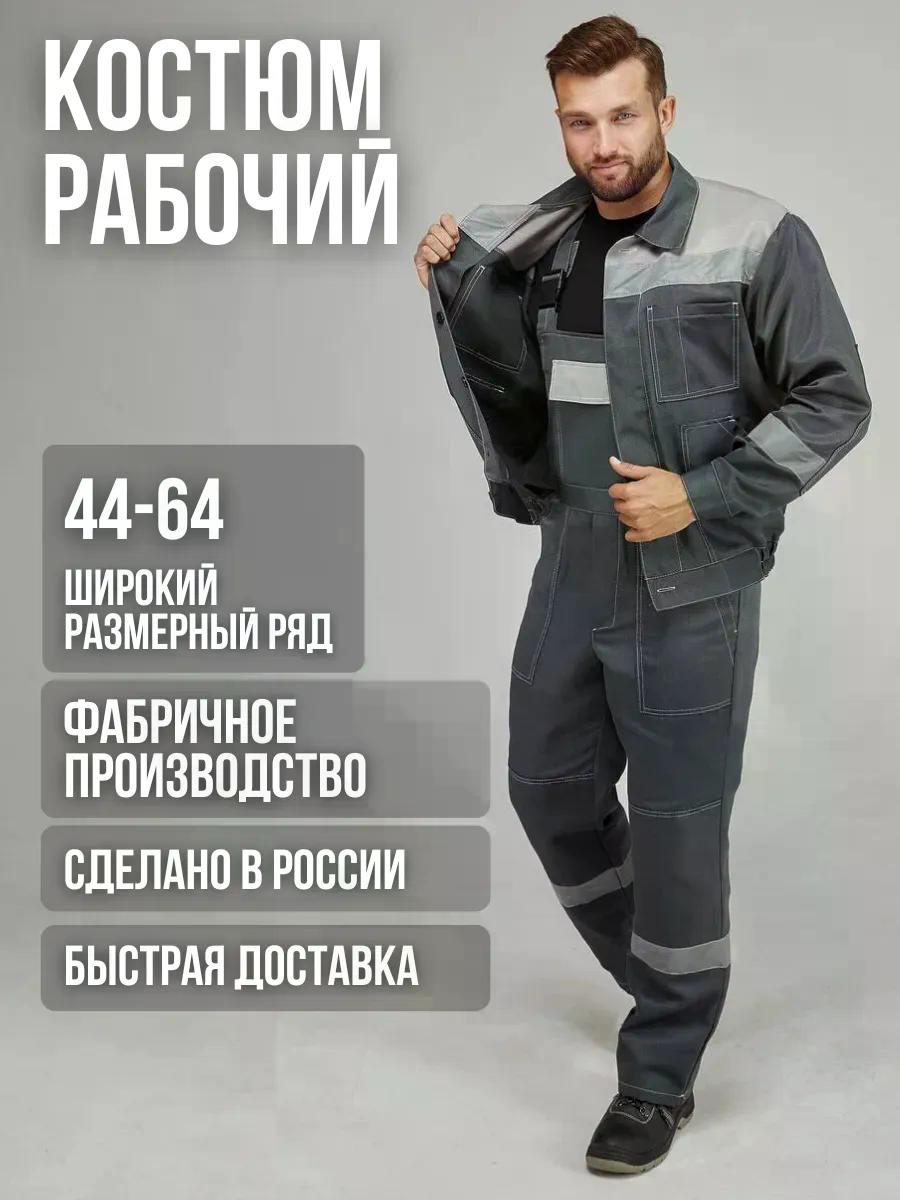 КОСТЮМ
РАБОЧИЙ
44-64
ШИРОКИЙ
РАЗМЕРНЫЙ РЯД
ФАБРИЧНОЕ
ПРОИЗВОДСТВО
СДЕЛАНО В РОССИИ
БЫСТРАЯ ДОСТАВКА